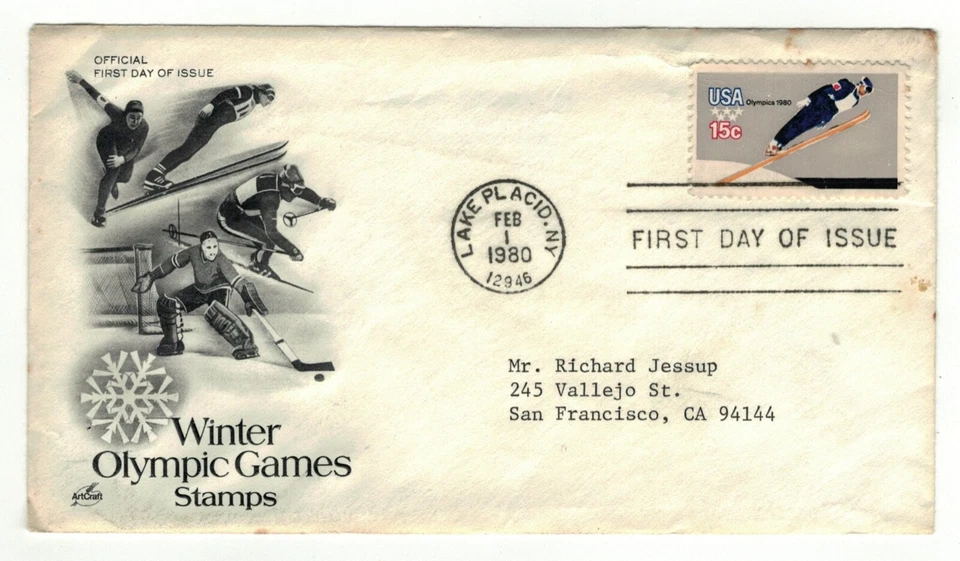 OFFICIAL
FIRST DAY OF ISSUE
USA Olympics 1980
15c
LAKE PLACID, NY
FEB
1
1980
12946
FIRST DAY OF ISSUE
Mr. Richard Jessup
245 Vallejo St.
San Francisco, CA 94144
Winter
Olympic Games
Stamps
ArtCraft